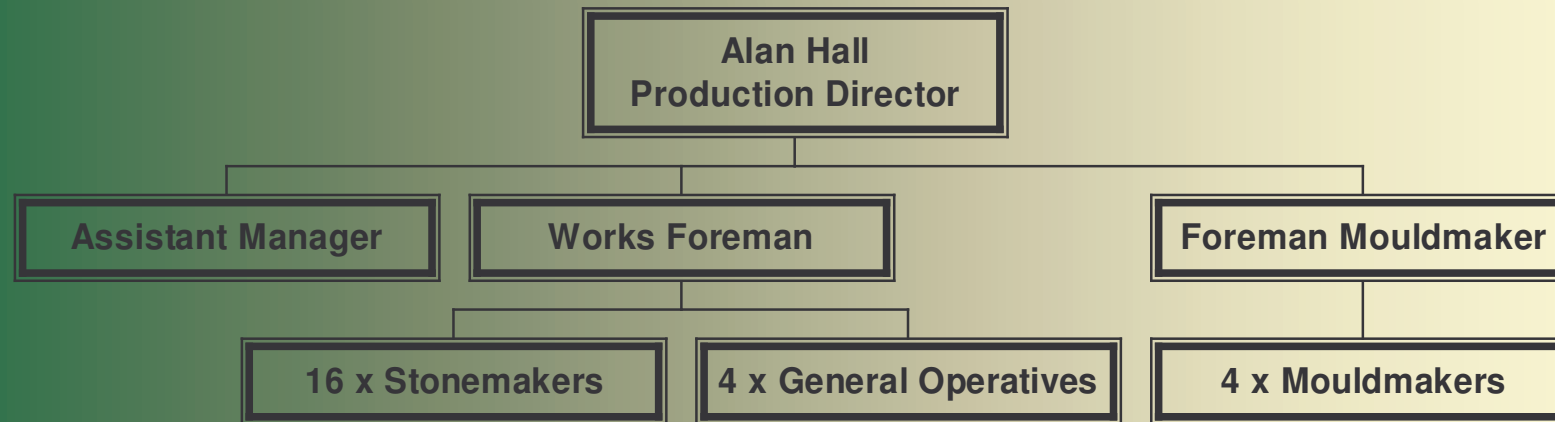 Alan Hall
Production Director
Assistant Manager
Works Foreman
Foreman Mouldmaker
16 x Stonemakers
4 x General Operatives
4 x Mouldmakers